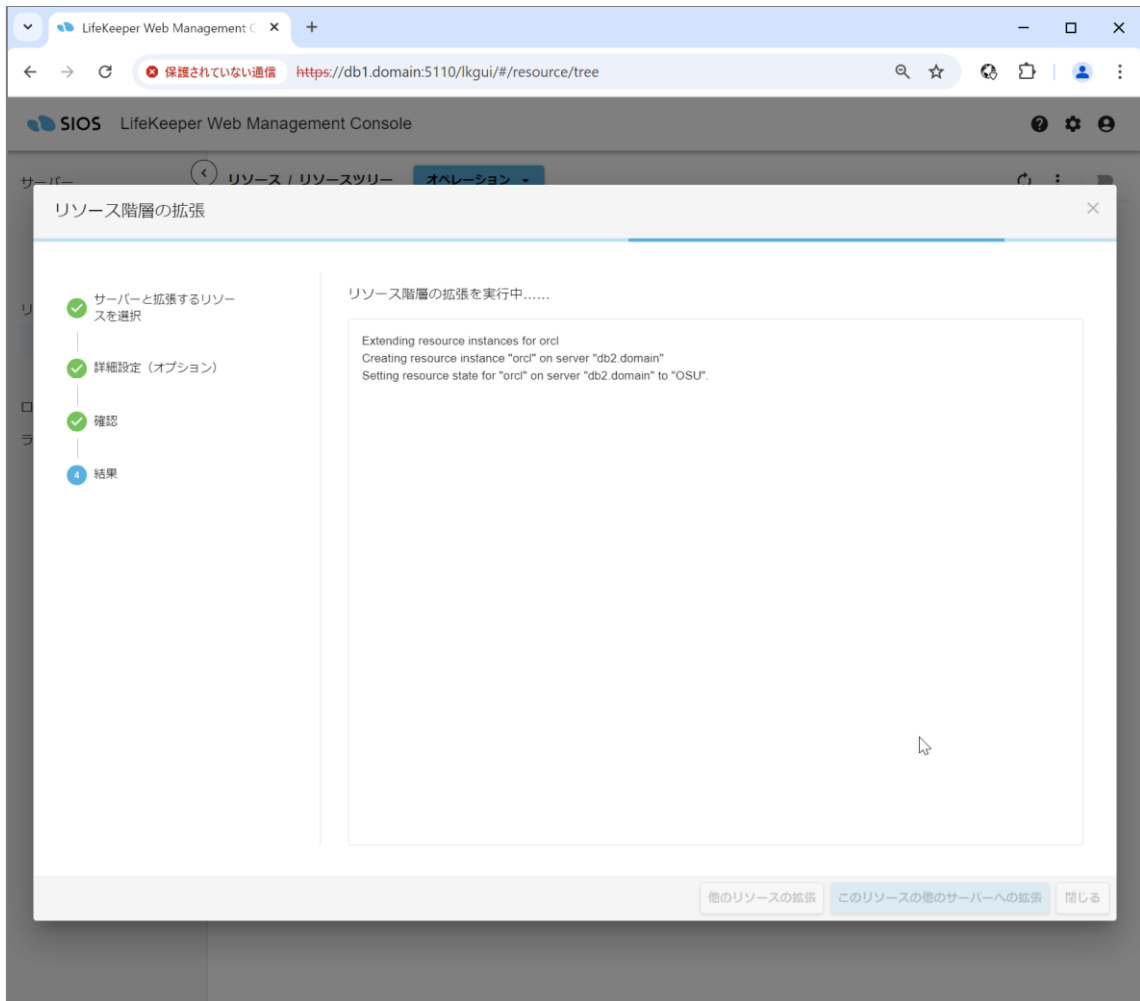 LifeKeeper Web Management C
保護されていない通信 https://db1.domain:5110/lkgui/#/resource/tree
SIOS LifeKeeper Web Management Console
サーバー
リソース / リソースツリー オペレーション
リソース階層の拡張
サーバーと拡張するリソー
スを選択
詳細設定（オプション）
確認
4 結果
リ
ロ
ラ
リソース階層の拡張を実行中......
Extending resource instances for orcl
Creating resource instance "orcl" on server "db2.domain"
Setting resource state for "orcl" on server "db2.domain" to "OSU".
他のリソースの拡張 このリソースの他のサーバーへの拡張 閉じる